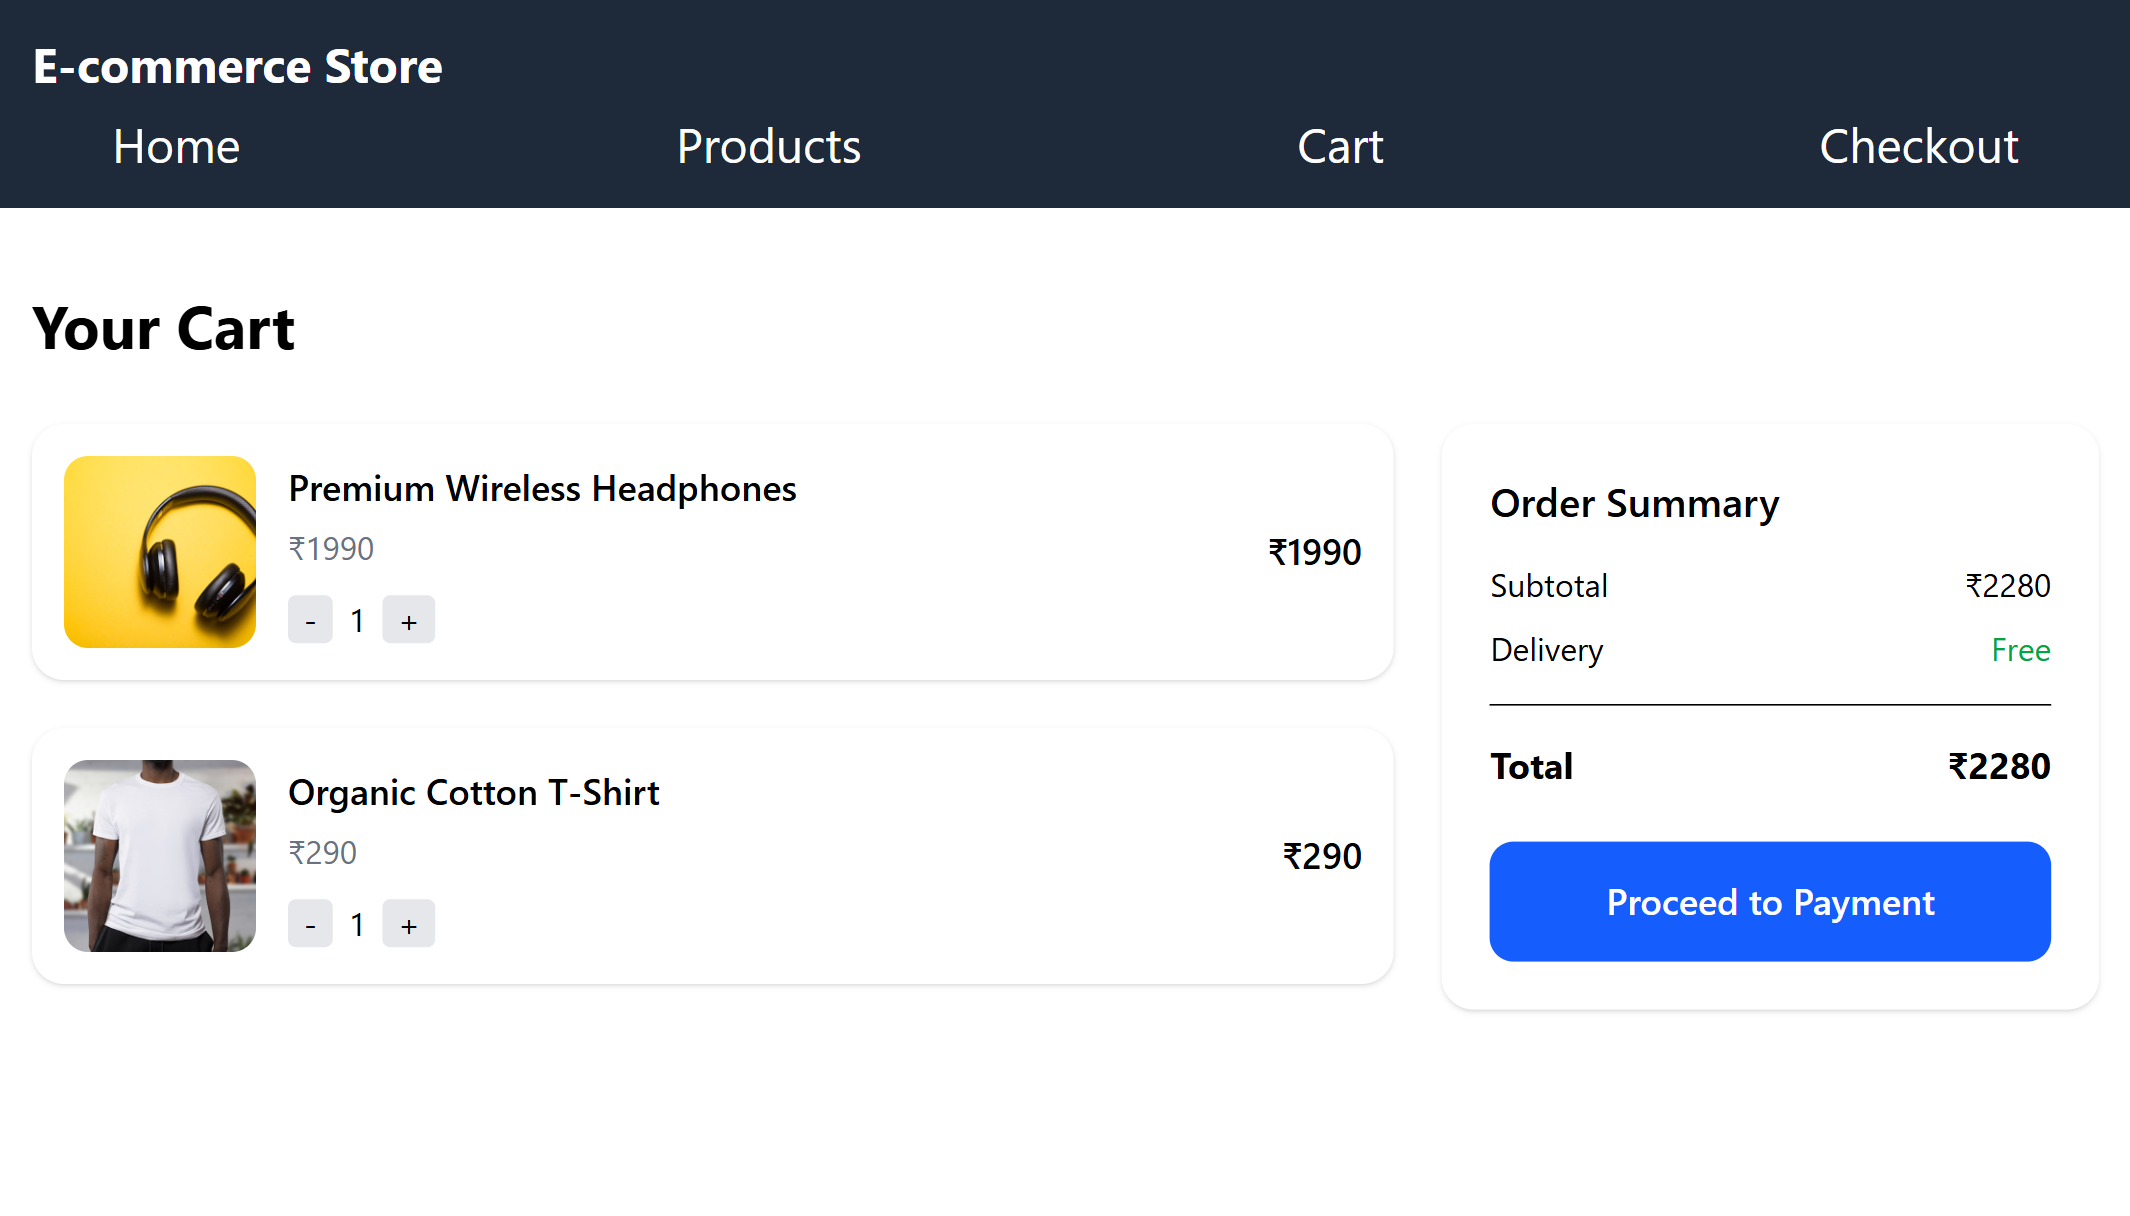 E-commerce Store
Home Products Cart Checkout
Your Cart
Premium Wireless Headphones
₹1990
₹1990
- 1 +
Organic Cotton T-Shirt
₹290
₹290
- 1 +
Order Summary
Subtotal ₹2280
Delivery Free
Total ₹2280
Proceed to Payment